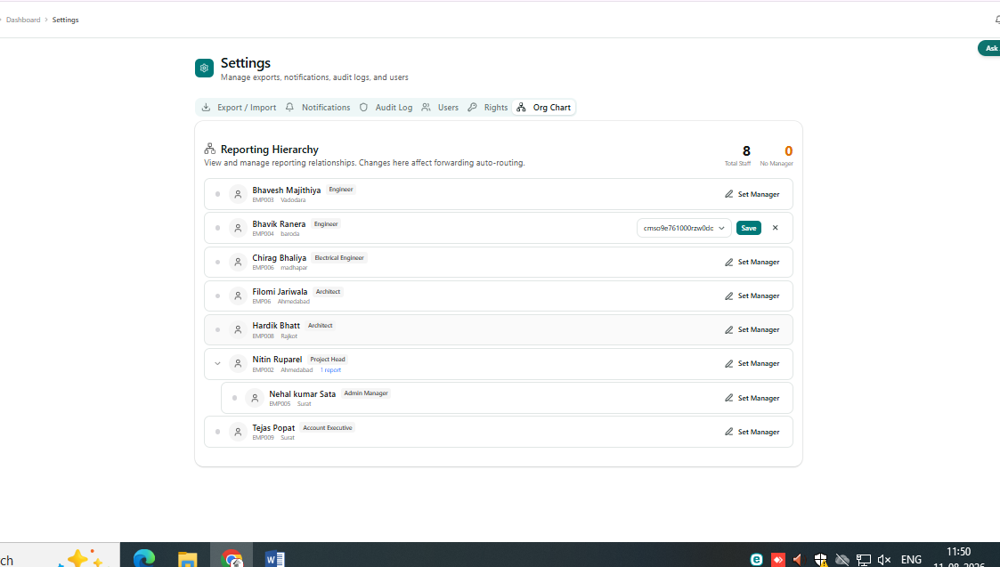 Dashboard > Settings
Ask
Settings
Manage exports, notifications, audit logs, and users
Export / Import Notifications Audit Log Users Rights Org Chart
Reporting Hierarchy
View and manage reporting relationships. Changes here affect forwarding auto-routing.
8 Total Staff
0 No Manager
Bhavesh Majithiya Engineer
EMP003 Vadodara
Set Manager
Bhavik Ranera Engineer
EMP004 baroda
cmso9e761000rzw0dc Save ×
Chirag Bhaliya Electrical Engineer
EMP006 madhapar
Set Manager
Filomi Jariwala Architect
EMP06 Ahmedabad
Set Manager
Hardik Bhatt Architect
EMP008 Rajkot
Set Manager
Nitin Ruparel Project Head
EMP002 Ahmedabad 1 report
Set Manager
Nehal kumar Sata Admin Manager
EMP005 Surat
Set Manager
Tejas Popat Account Executive
EMP009 Surat
Set Manager
ch
ENG
11:50